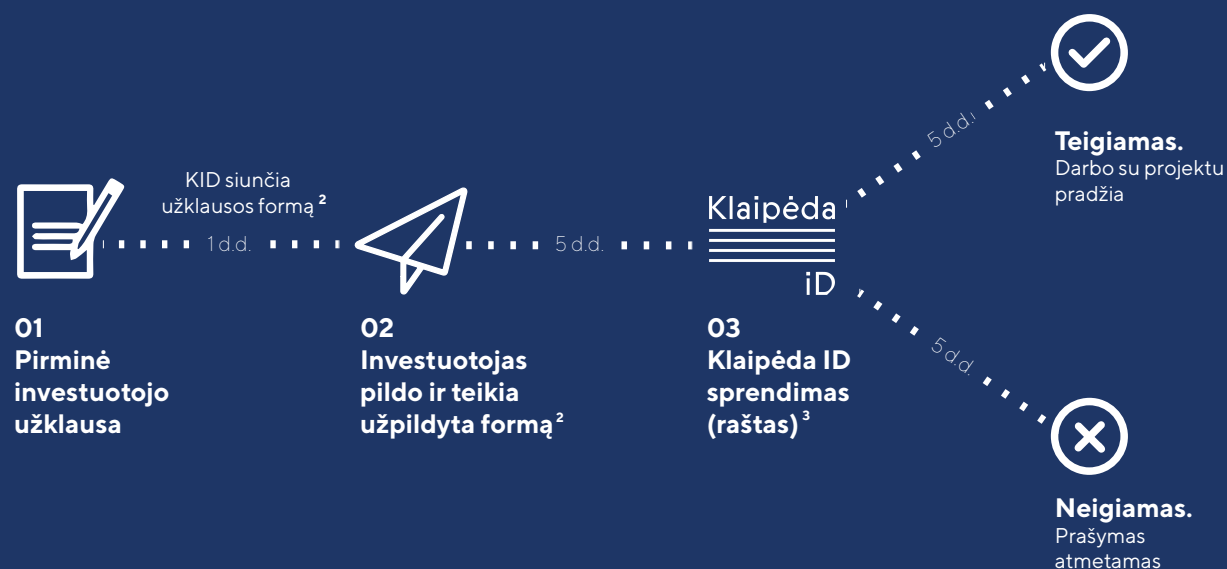 KID siunčia
užklausos formą ²
1 d.d.
01
Pirminė
investuotojo
užklausa
5 d.d.
02
Investuotojas
pildo ir teikia
užpildyta formą ²
Klaipėda
iD
03
Klaipėda ID
sprendimas
(raštas) ³
5 d.d.
Teigiamas.
Darbo su projektu
pradžia
5 d.d.
Neigiamas.
Prašymas
atmetamas